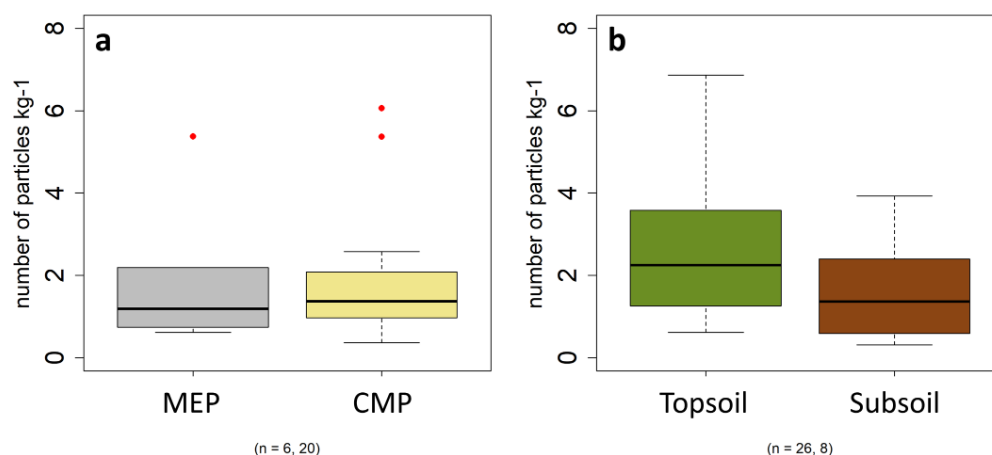 a
number of particles kg-1
8
6
4
2
0
MEP CMP
(n = 6, 20)
b
number of particles kg-1
8
6
4
2
0
Topsoil Subsoil
(n = 26, 8)